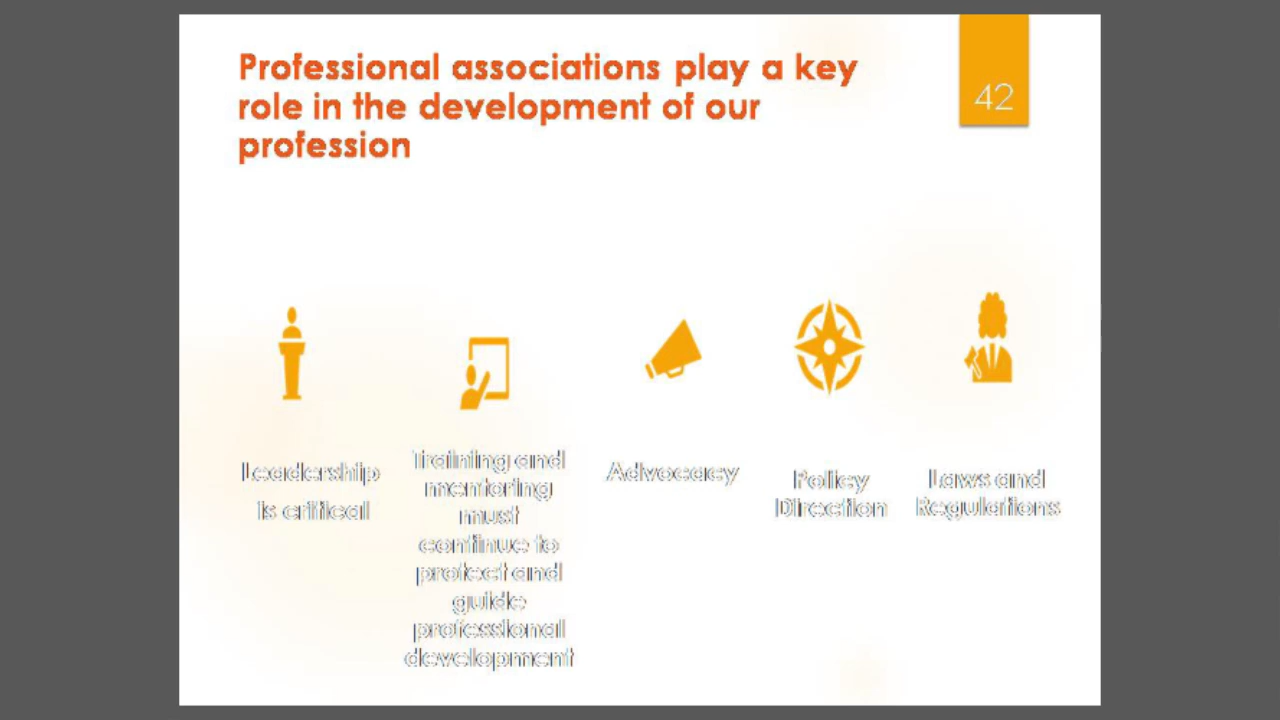 Professional associations play a key
role in the development of our
profession
42
Leadership
is critical
Training and
mentoring
must
continue to
protect and
guide
professional
development
Advocacy
Policy
Direction
Laws and
Regulations